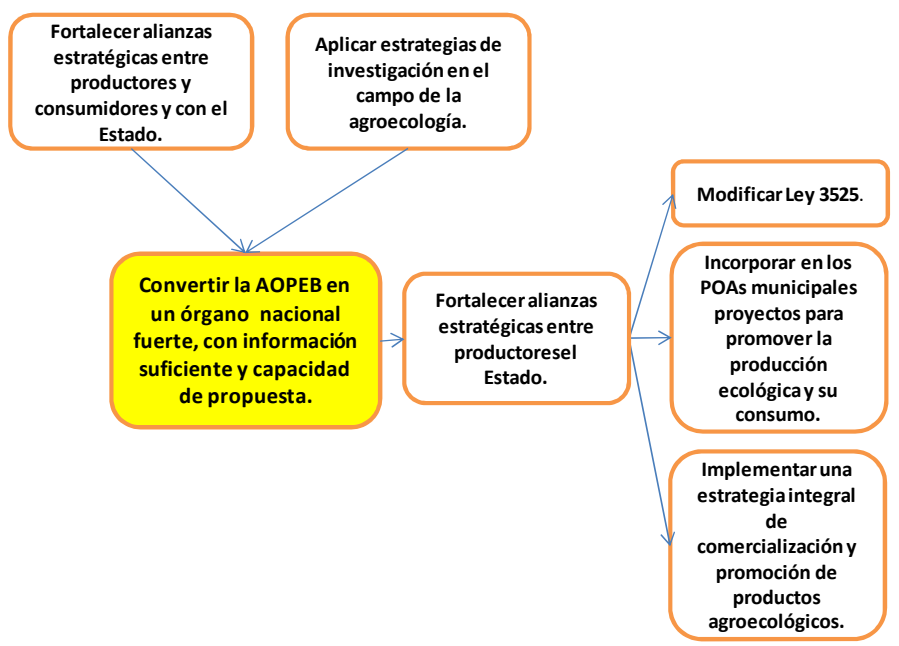 Fortalecer alianzas
estratégicas entre
productores y
consumidores y con el
Estado.
Aplicar estrategias de
investigación en el
campo de la
agroecología.
Convertir la AOPEB en
un órgano nacional
fuerte, con información
suficiente y capacidad
de propuesta.
Fortalecer alianzas
estratégicas entre
productoresel
Estado.
Modificar Ley 3525.
Incorporar en los
POAs municipales
proyectos para
promover la
producción
ecológica y su
consumo.
Implementar una
estrategia integral
de
comercialización y
promoción de
productos
agroecológicos.